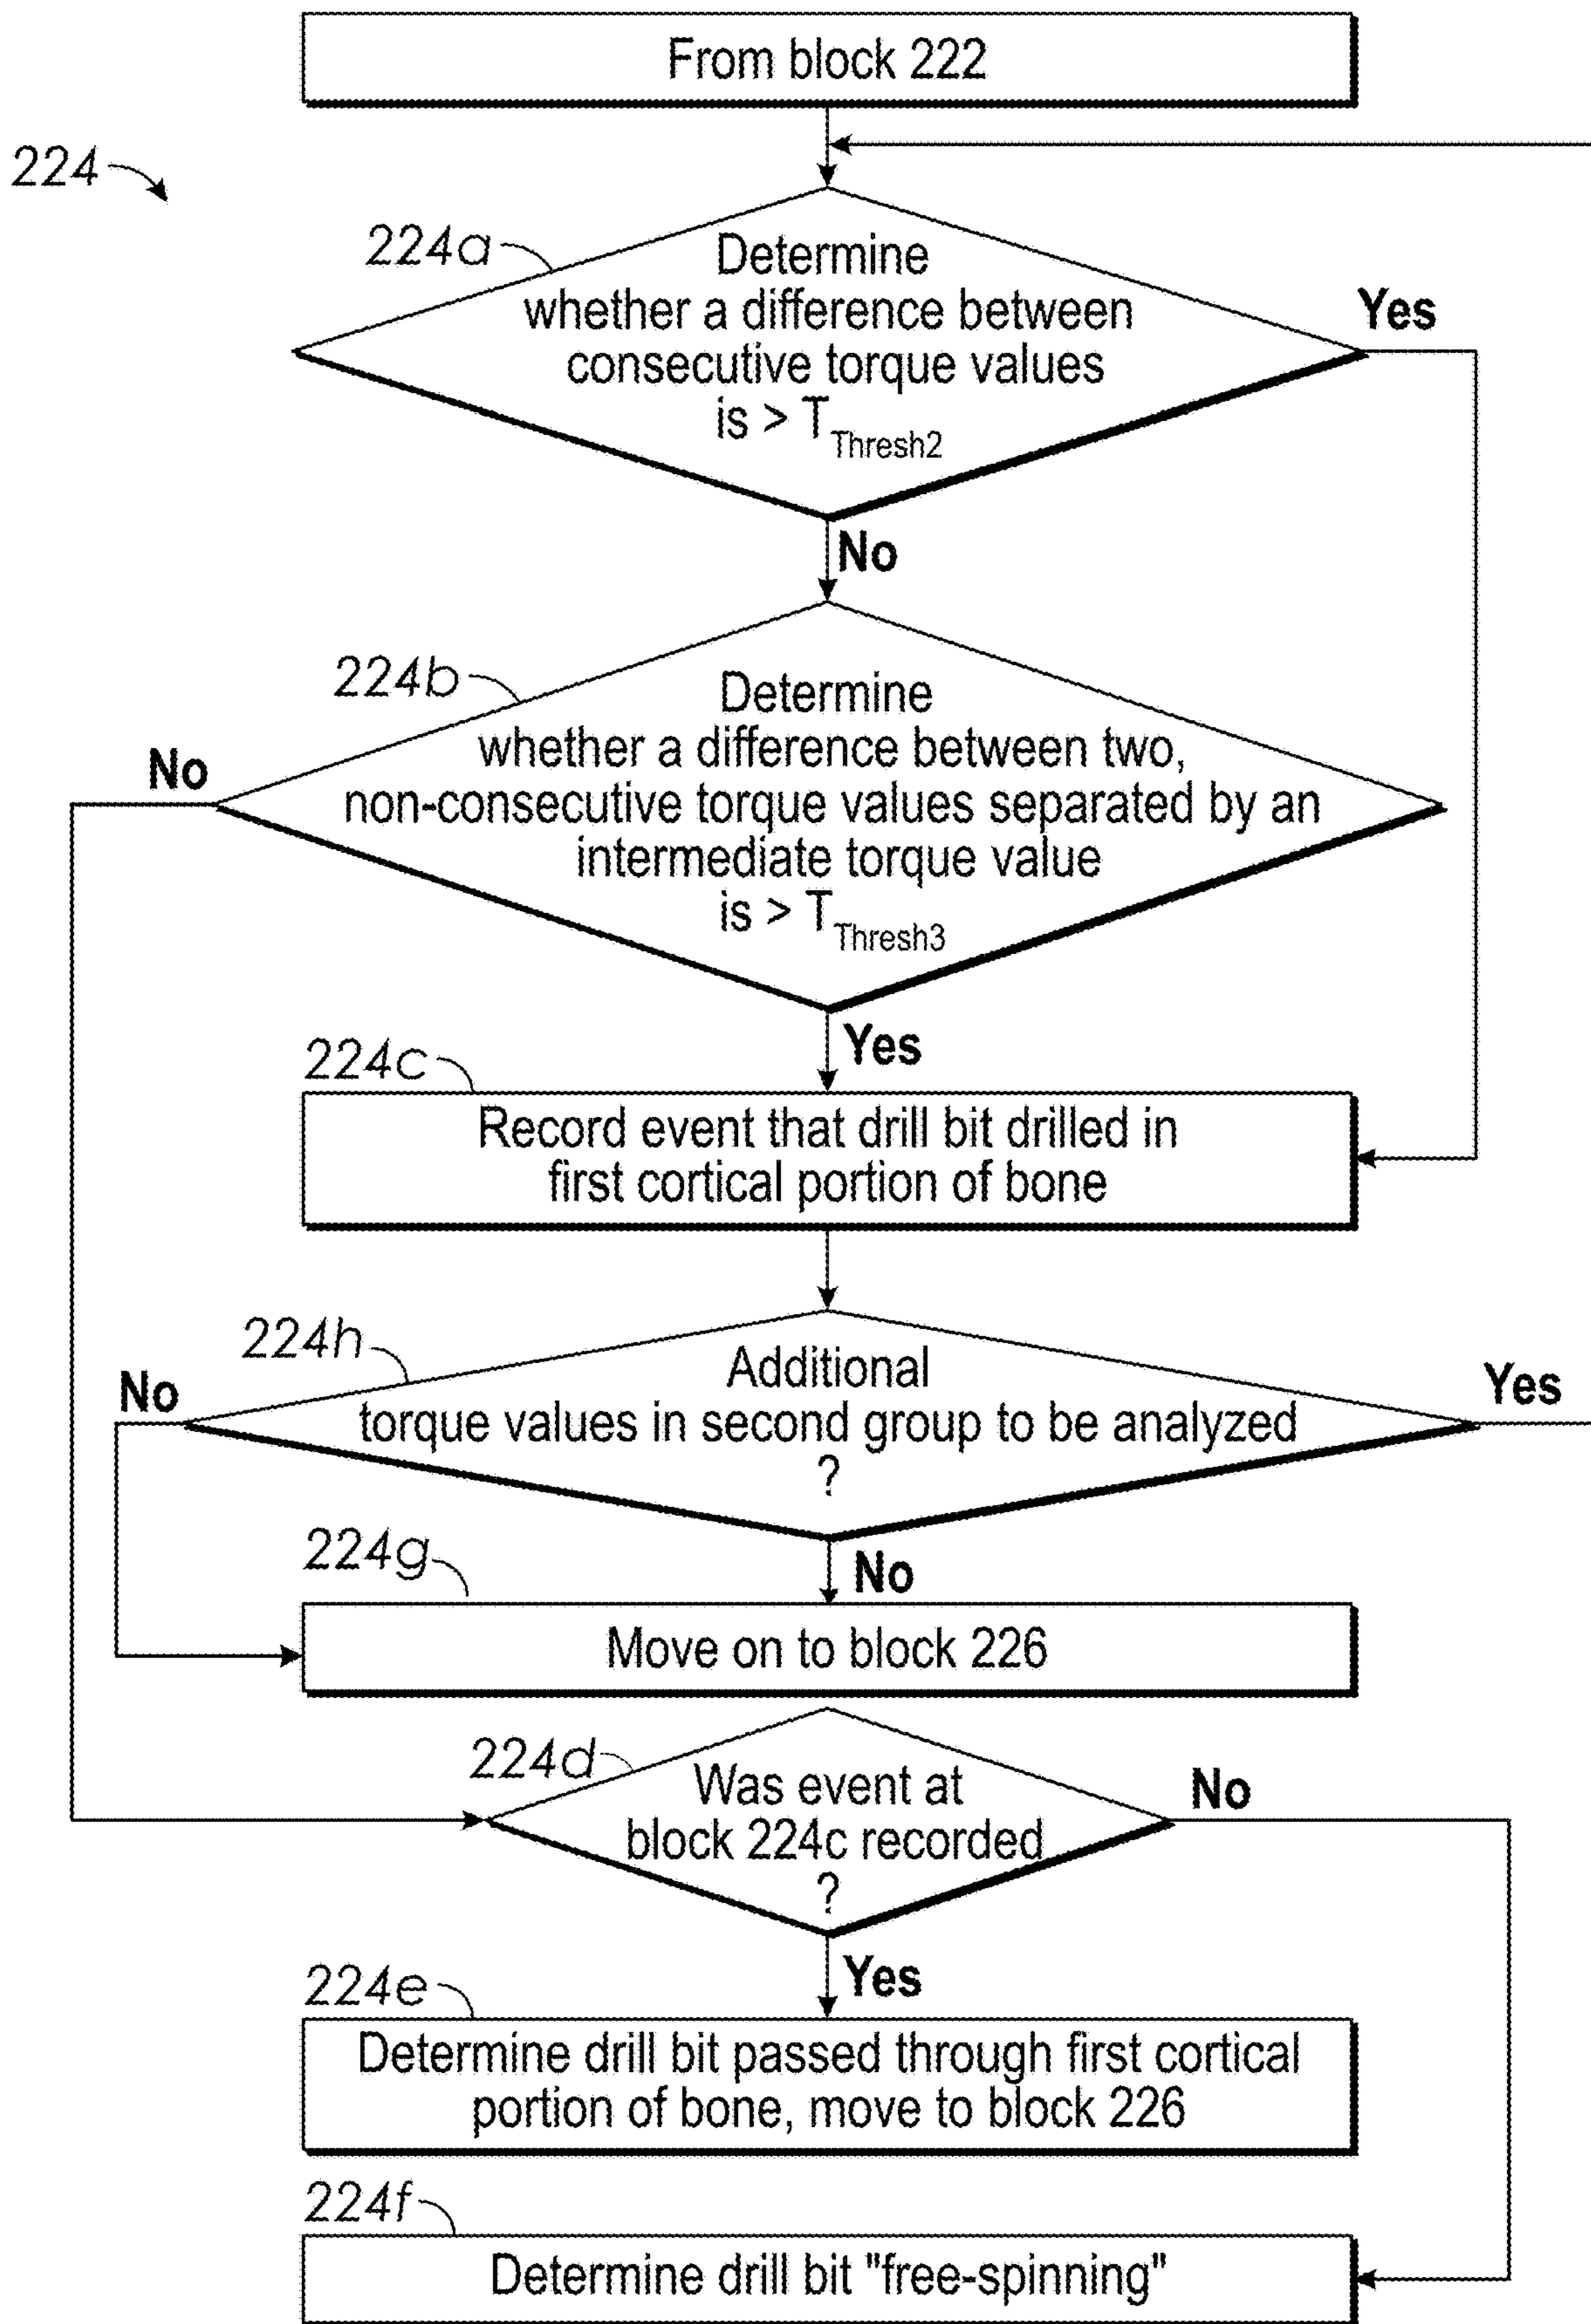 From block 222
224
224a
Determine
whether a difference between
consecutive torque values
is > T Thresh2
Yes
No
224b
Determine
whether a difference between two,
non-consecutive torque values separated by an
intermediate torque value
is > T Thresh3
No
Yes
224c
Record event that drill bit drilled in
first cortical portion of bone
224h
Additional
torque values in second group to be analyzed
?
No
Yes
No
224g
Move on to block 226
224d
Was event at
block 224c recorded
?
No
Yes
224e
Determine drill bit passed through first cortical
portion of bone, move to block 226
224f
Determine drill bit "free-spinning"